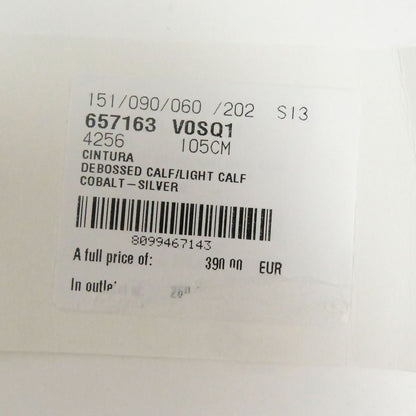 151/090/060 /202 S13
657163 V0SQ1
4256 105CM
CINTURA
DEBOSSED CALF/LIGHT CALF
COBALT-SILVER
8099467143
A full price of: 390.00 EUR
In outlet